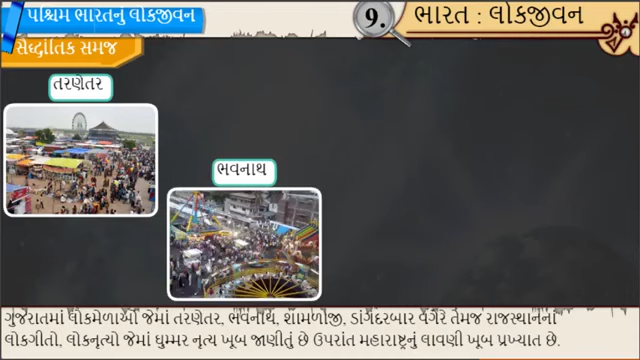 પશ્ચિમ ભારતનું લોકજીવન
9.
ભારત : લોકજીવન
સૈદ્ધાંતિક સમજ
તરણેતર
ભવનાથ
ગુજરાતમાં લોકમેળાઓ જેમાં તરણેતર, ભવનાથ, શામળાજી, ડાંગદરબાર વગેરે તેમજ રાજસ્થાનનાં
લોકગીતો, લોકનૃત્યો જેમાં ઘુમ્મર નૃત્ય ખૂબ જાણીતું છે ઉપરાંત મહારાષ્ટ્રનું લાવણી ખૂબ પ્રખ્યાત છે.